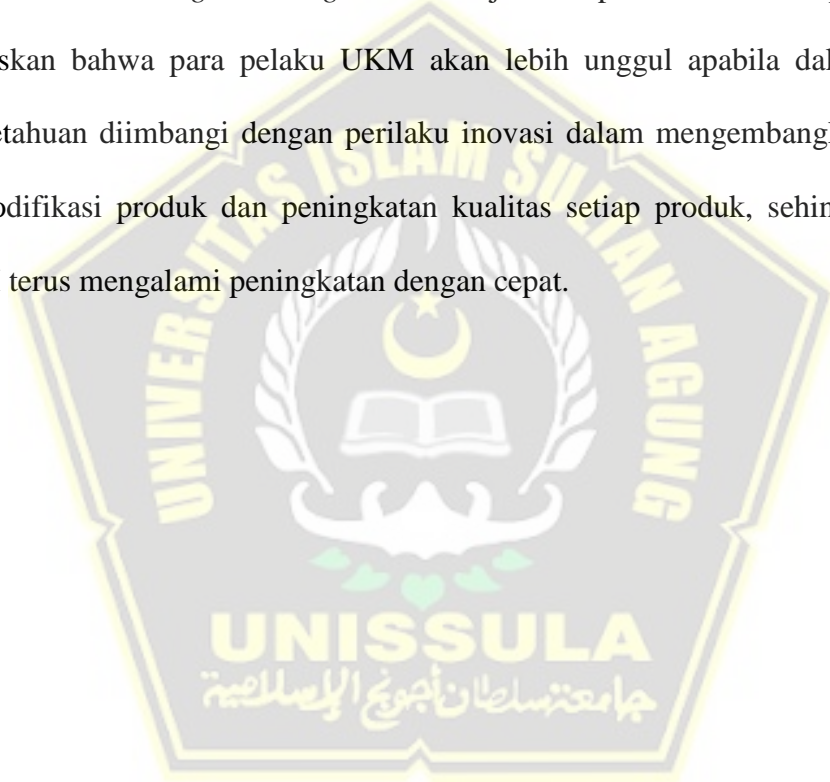 skan bahwa para pelaku UKM akan lebih unggul apabila dal
etahuan diimbangi dengan perilaku inovasi dalam mengembang
odifikasi produk dan peningkatan kualitas setiap produk, sehin
terus mengalami peningkatan dengan cepat.
UNIVERSITAS ISLAM SULTAN AGUNG
UNISSULA
جامعة سلطان أجونج الإسلامية